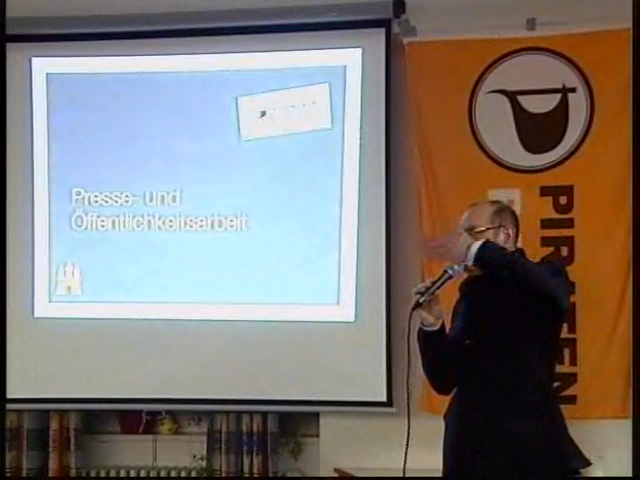 Presse- und
Öffentlichkeitsarbeit
PIRATEN